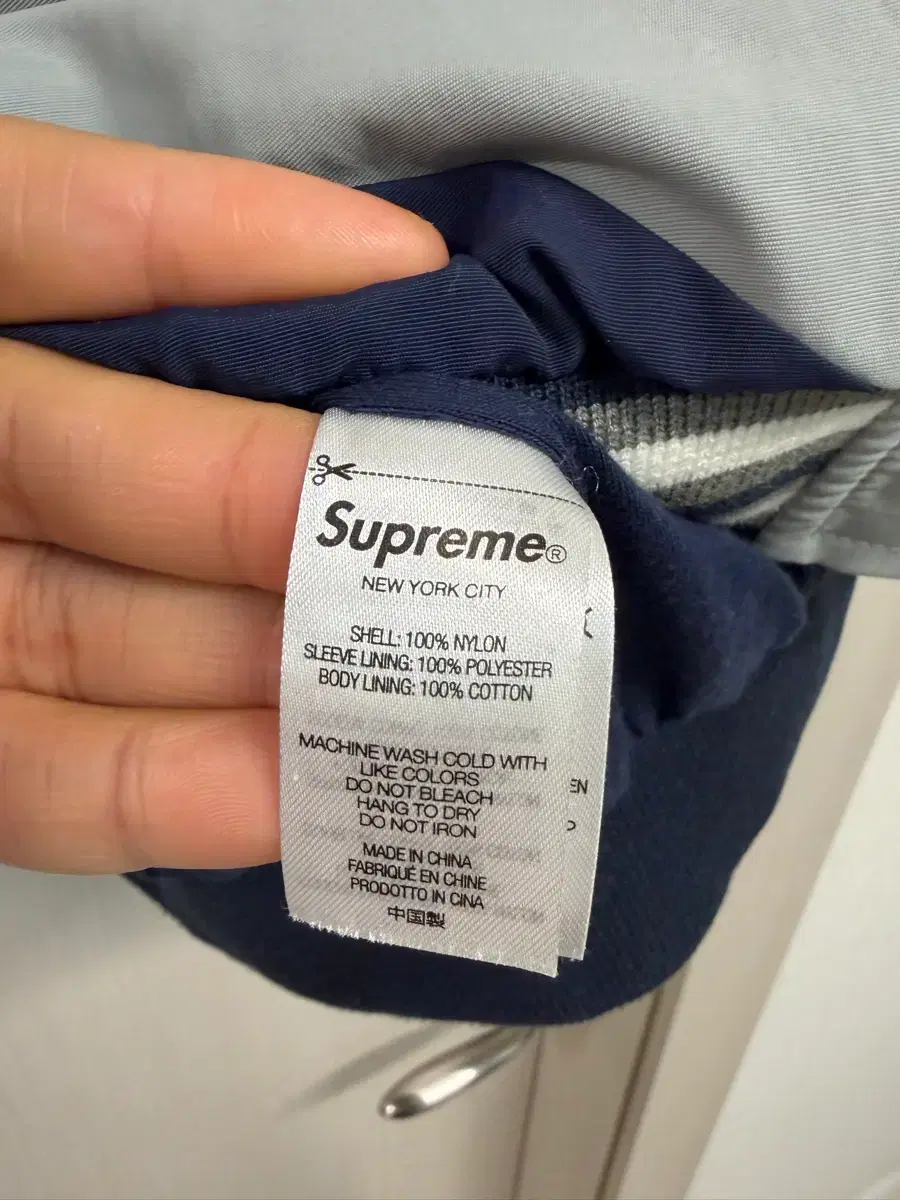 Supreme®
NEW YORK CITY
SHELL: 100% NYLON
SLEEVE LINING: 100% POLYESTER
BODY LINING: 100% COTTON
MACHINE WASH COLD WITH
LIKE COLORS
DO NOT BLEACH
HANG TO DRY
DO NOT IRON
MADE IN CHINA
FABRIQUÉ EN CHINE
PRODOTTO IN CINA
中国製